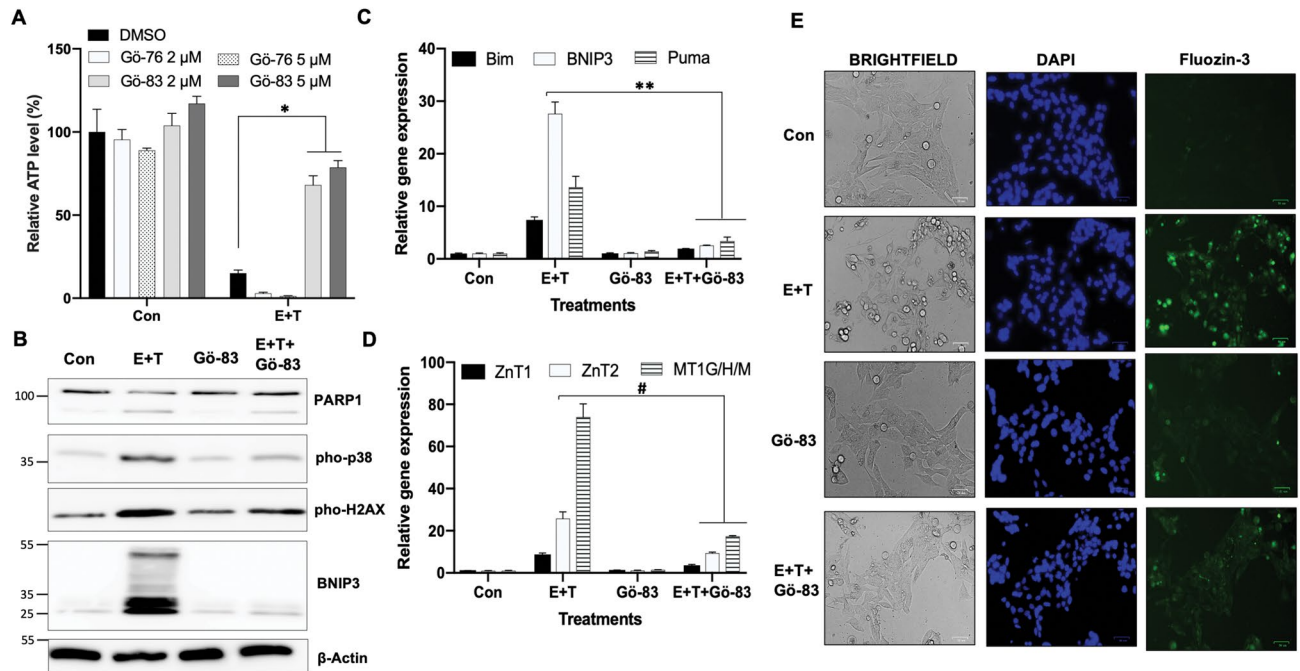 A
DMSO
Gö-76 2 µM
Gö-76 5 µM
Gö-83 2 µM
Gö-83 5 µM
Relative ATP level (%)
150
100
50
0
*
Con
E+T
B
Con
E+T
Gö-83
E+T+
Gö-83
100
PARP1
35
pho-p38
pho-H2AX
55
35
25
BNIP3
55
β-Actin
C
Bim
BNIP3
Puma
Relative gene expression
40
30
20
10
0
**
Con
E+T
Gö-83
E+T+Gö-83
Treatments
D
ZnT1
ZnT2
MT1G/H/M
Relative gene expression
100
80
60
40
20
0
#
Con
E+T
Gö-83
E+T+Gö-83
Treatments
E
BRIGHTFIELD
DAPI
Fluozin-3
Con
E+T
Gö-83
E+T+
Gö-83